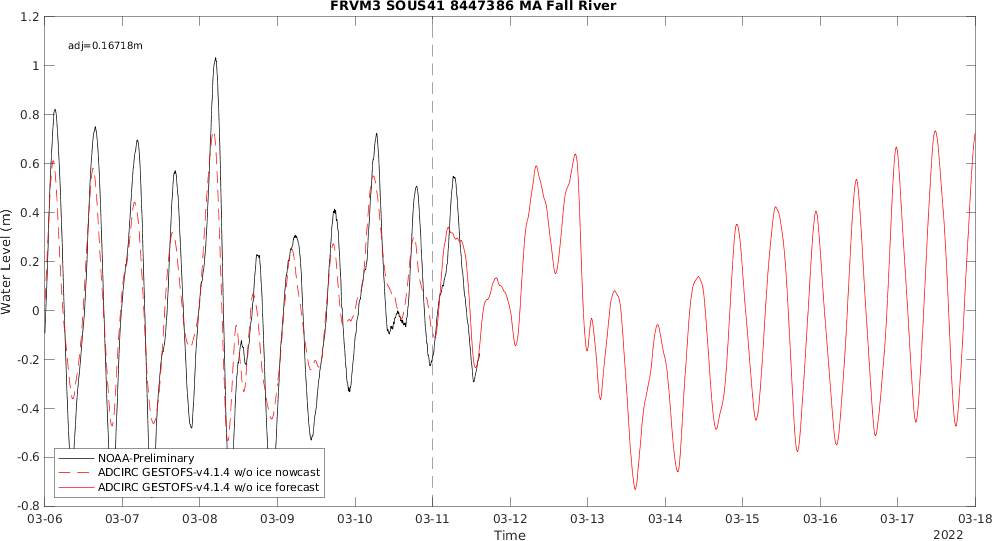 FRVM3 SOUS41 8447386 MA Fall River
adj=0.16718m
Water Level (m)
1.2
1
0.8
0.6
0.4
0.2
0
-0.2
-0.4
-0.6
-0.8
NOAA-Preliminary
ADCIRC GESTOFS-v4.1.4 w/o ice nowcast
ADCIRC GESTOFS-v4.1.4 w/o ice forecast
03-06 03-07 03-08 03-09 03-10 03-11 03-12 03-13 03-14 03-15 03-16 03-17 03-18
Time
2022